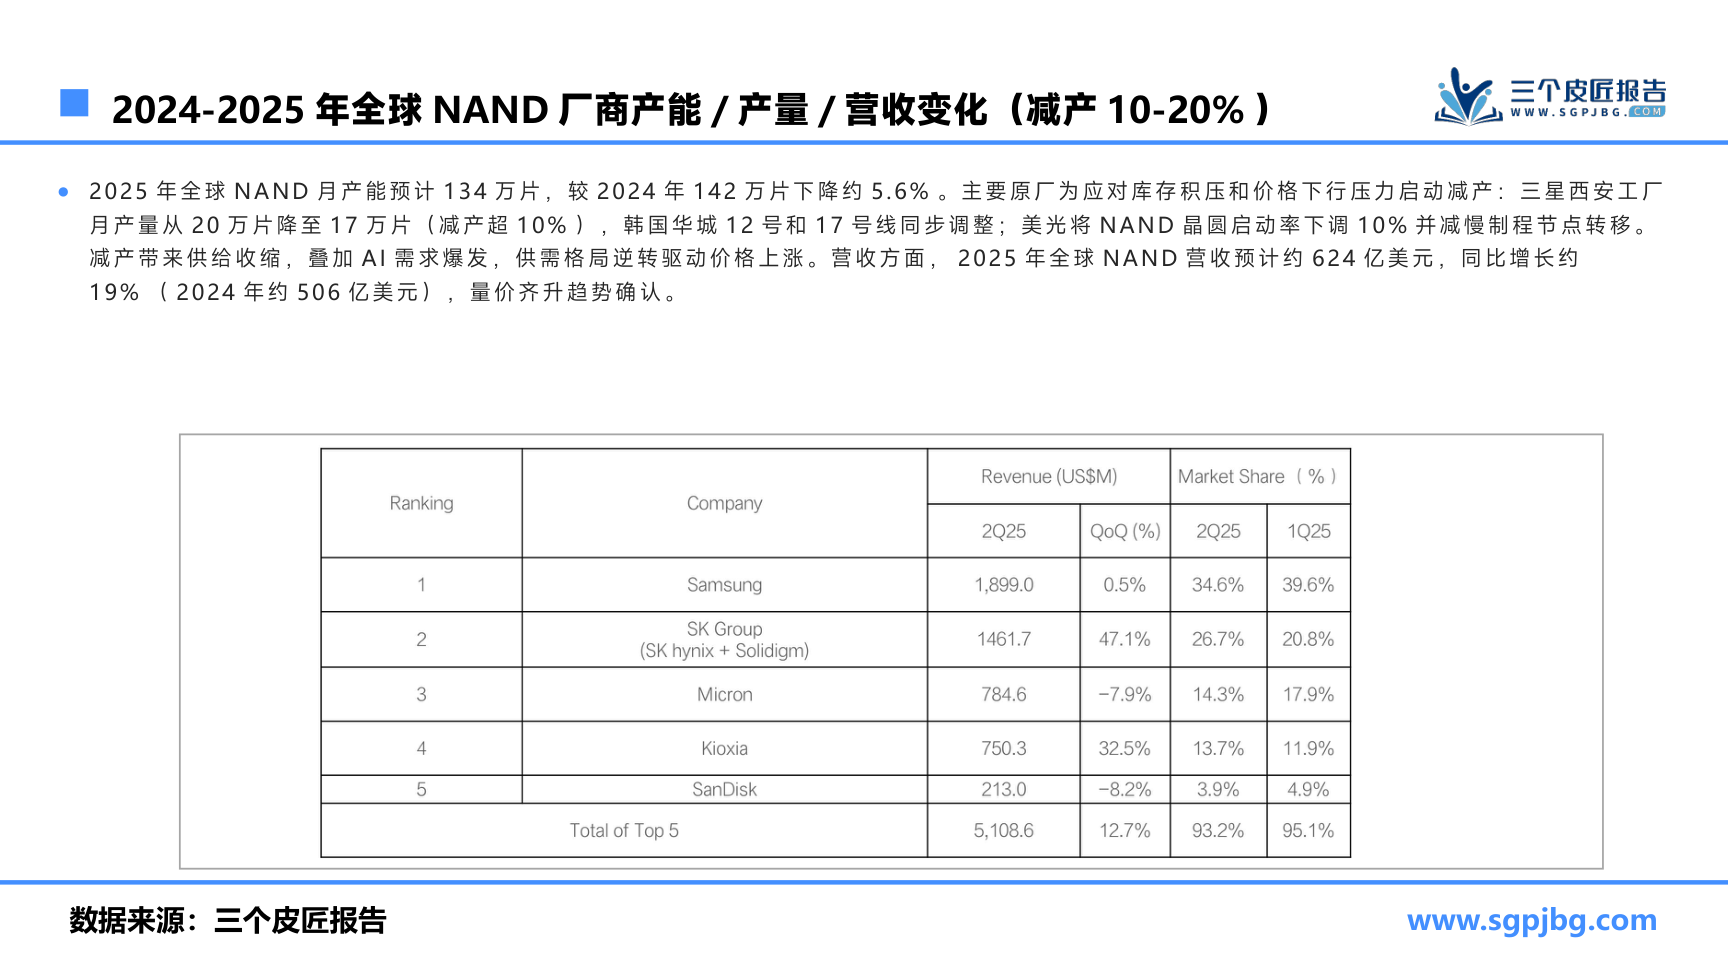 2024-2025 年全球 NAND 厂商产能 / 产量 / 营收变化（减产 10-20% ）
三个皮匠报告
WWW.SGPJBG.COM
2025 年全球 NAND 月产能预计 134 万片，较 2024 年 142 万片下降约 5.6% 。主要原厂为应对库存积压和价格下行压力启动减产：三星西安工厂
月产量从 20 万片降至 17 万片（减产超 10% ），韩国华城 12 号和 17 号线同步调整；美光将 NAND 晶圆启动率下调 10% 并减慢制程节点转移。
减产带来供给收缩，叠加 AI 需求爆发，供需格局逆转驱动价格上涨。营收方面， 2025 年全球 NAND 营收预计约 624 亿美元，同比增长约
19% （ 2024 年约 506 亿美元），量价齐升趋势确认。
Ranking Company Revenue (US$M) Market Share（%）
2Q25 QoQ (%) 2Q25 1Q25
1 Samsung 1,899.0 0.5% 34.6% 39.6%
2 SK Group (SK hynix + Solidigm) 1461.7 47.1% 26.7% 20.8%
3 Micron 784.6 −7.9% 14.3% 17.9%
4 Kioxia 750.3 32.5% 13.7% 11.9%
5 SanDisk 213.0 −8.2% 3.9% 4.9%
Total of Top 5 5,108.6 12.7% 93.2% 95.1%
数据来源：三个皮匠报告
www.sgpjbg.com